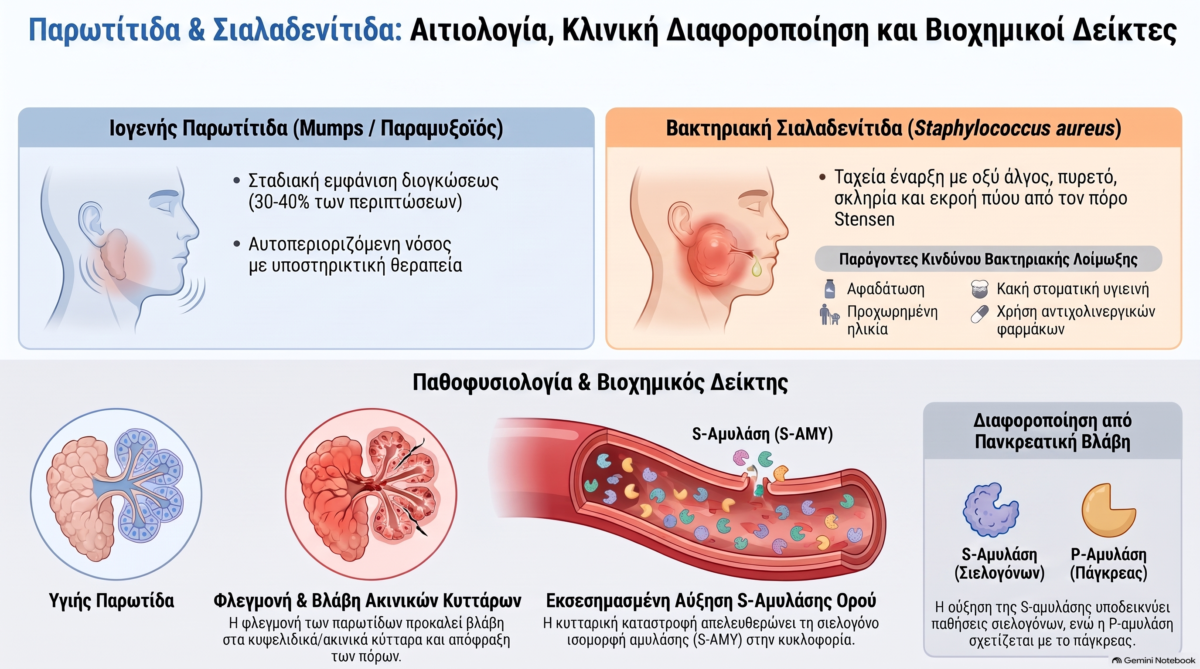 Παρωτίτιδα & Σιαλαδενίτιδα: Αιτιολογία, Κλινική Διαφοροποίηση και Βιοχημικοί Δείκτες
Ιογενής Παρωτίτιδα (Mumps / Παραμυξοϊός)
• Σταδιακή εμφάνιση διογκώσεως
(30-40% των περιπτώσεων)
• Αυτοπεριοριζόμενη νόσος
με υποστηρικτική θεραπεία
Βακτηριακή Σιαλαδενίτιδα (Staphylococcus aureus)
• Ταχεία έναρξη με οξύ άλγος, πυρετό,
σκληρία και εκροή πύου από τον πόρο
Stensen
Παράγοντες Κινδύνου Βακτηριακής Λοίμωξης
Αφαδάτωση
Κακή στοματική υγιεινή
Προχωρημένη
ηλικία
Χρήση αντιχολινεργικών
φαρμάκων
Παθοφυσιολογία & Βιοχημικός Δείκτης
Υγιής Παρωτίδα
Φλεγμονή & Βλάβη Ακινικών Κυττάρων
Η φλεγμονή των παρωτίδων προκαλεί βλάβη
στα κυψελιδικά/ακινικά κύτταρα και απόφραξη
των πόρων.
S-Αμυλάση (S-AMY)
Εκσεσημασμένη Αύξηση S-Αμυλάσης Ορού
Η κυτταρική καταστροφή απελευθερώνει τη σιελογόνο
ισομορφή αμυλάσης (S-AMY) στην κυκλοφορία.
Διαφοροποίηση από
Πανκρεατική Βλάβη
S-Αμυλάση
(Σιελογόνων)
P-Αμυλάση
(Πάγκρεας)
Η ούξηση της S-αμυλάσης υποδεικνύει
παθήσεις σιελογόνων, ενώ η P-αμυλάση
σχετίζεται με το πάγκρεας.
Gemini Notebook